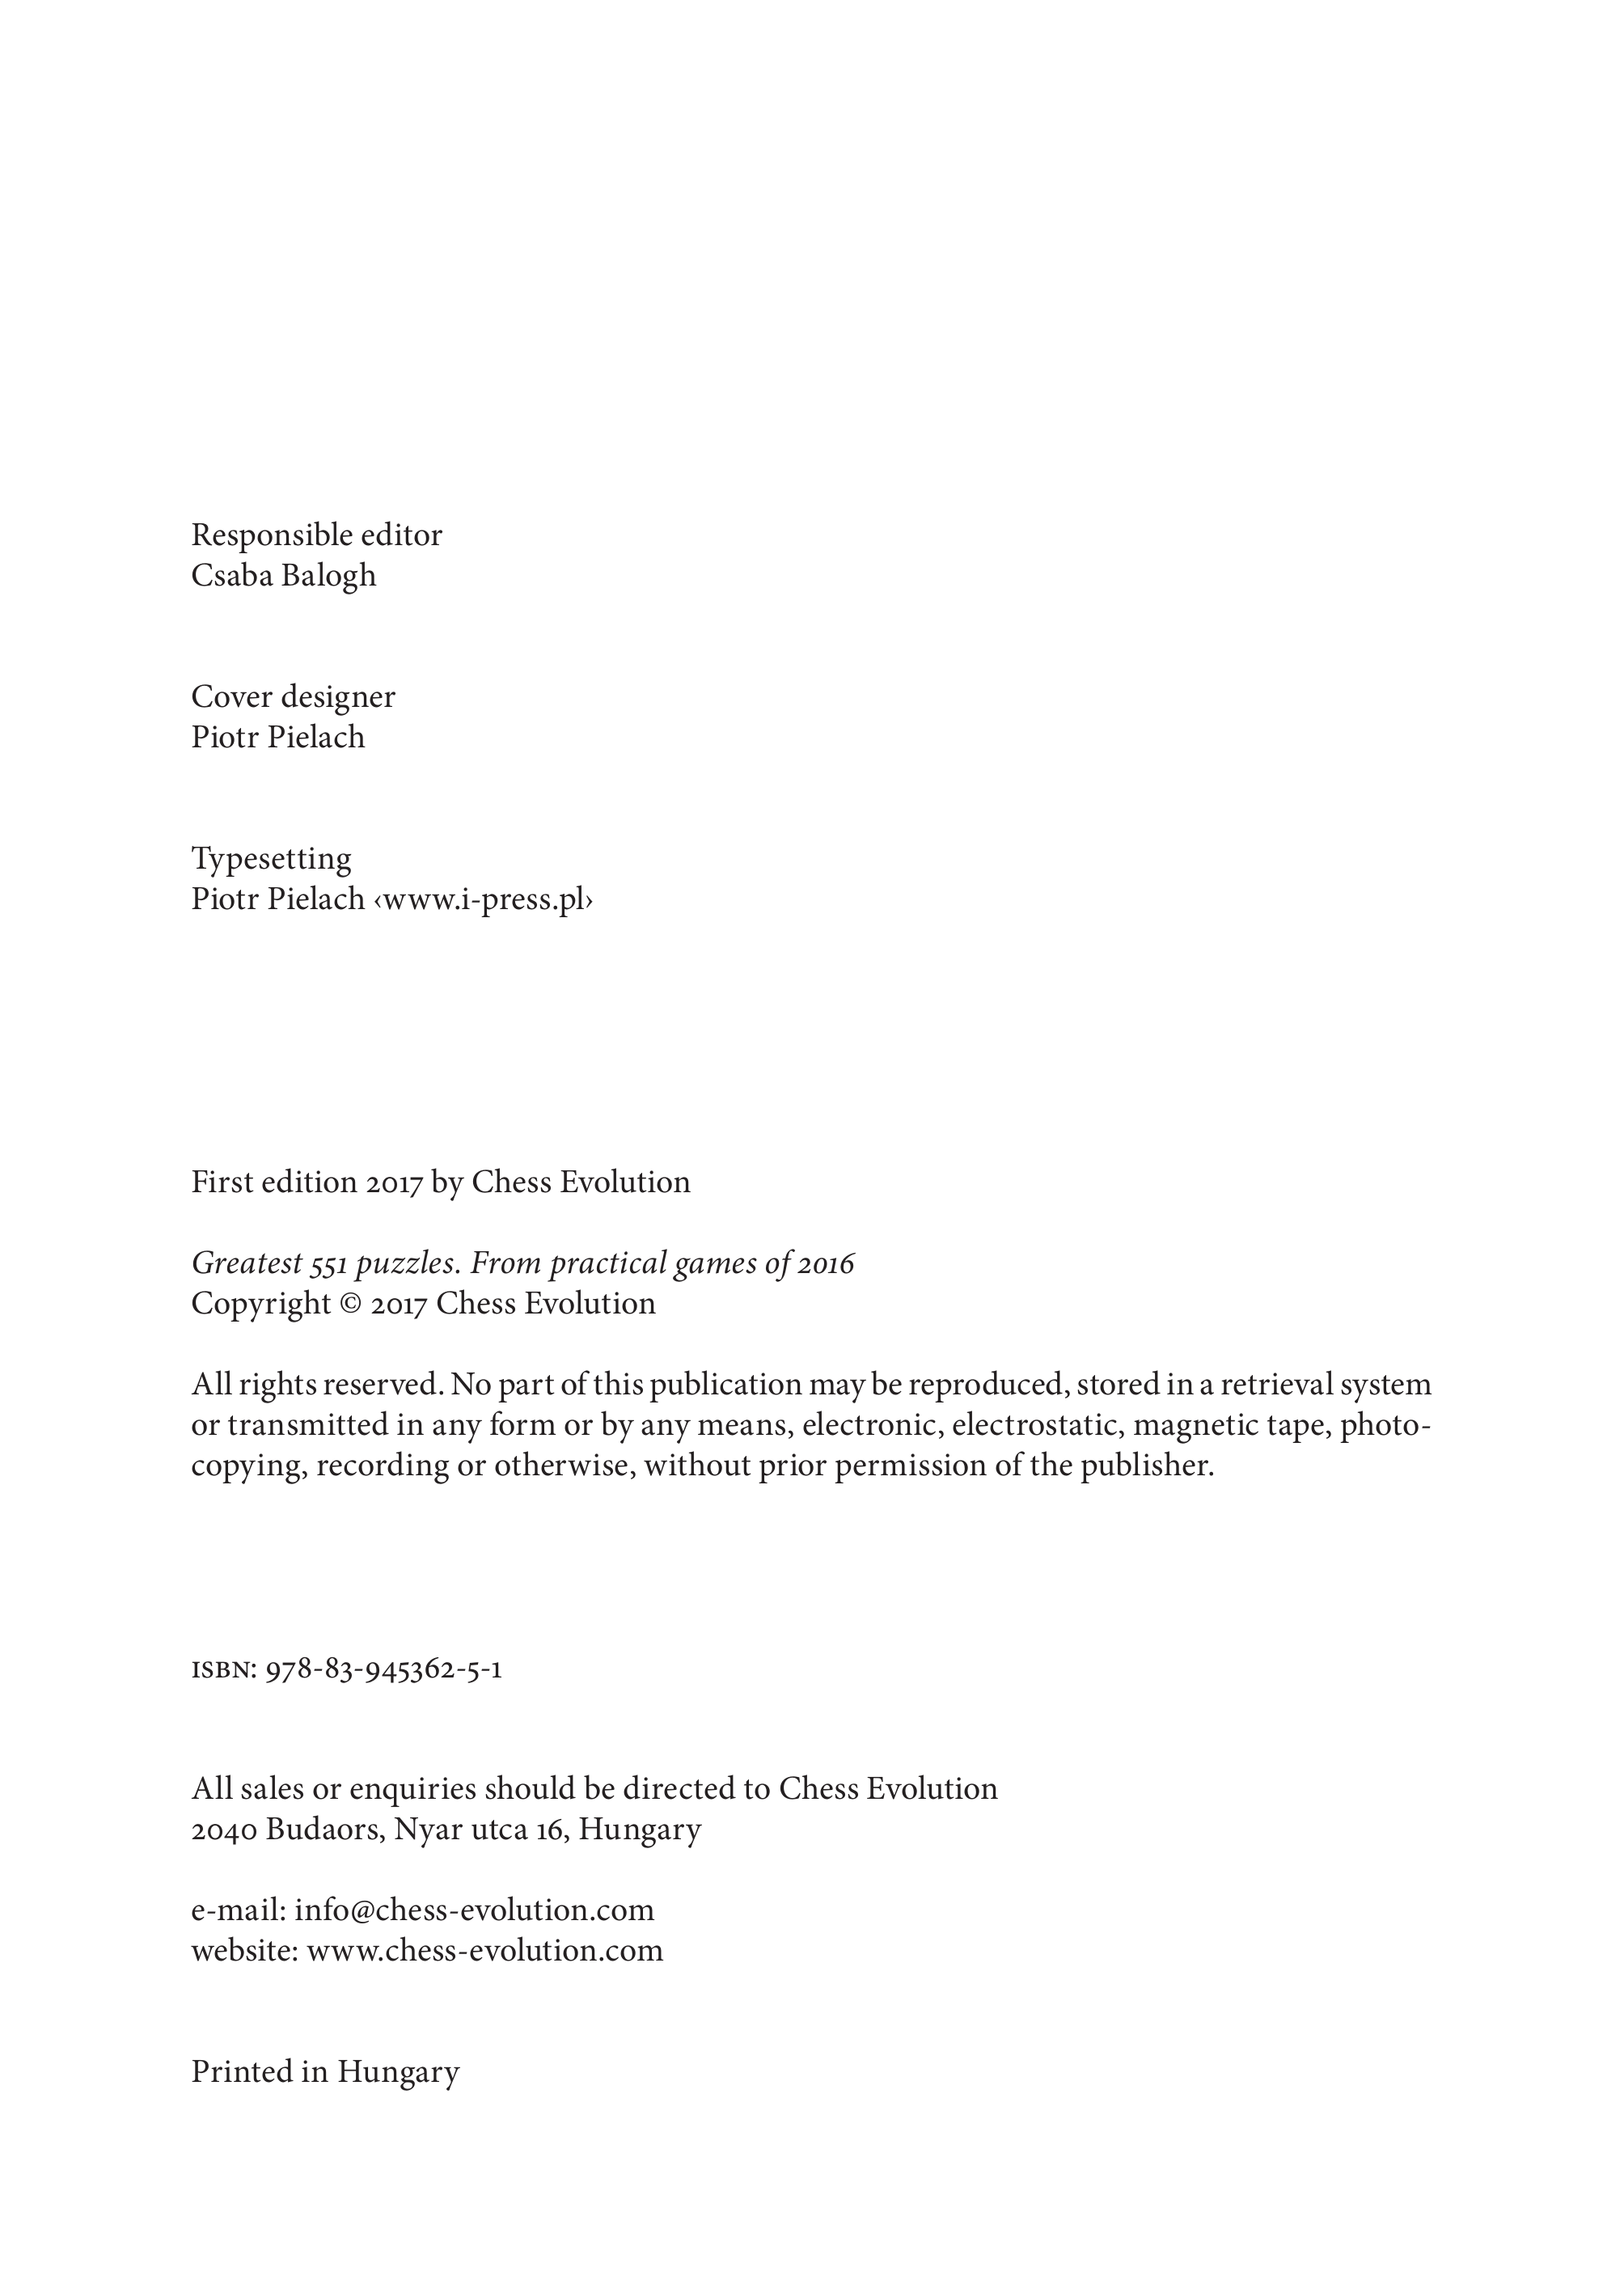 Responsible editor
Csaba Balogh
Cover designer
Piotr Pielach
Typesetting
Piotr Pielach ‹www.i-press.pl›
First edition 2017 by Chess Evolution
Greatest 551 puzzles. From practical games of 2016
Copyright © 2017 Chess Evolution
All rights reserved. No part of this publication may be reproduced, stored in a retrieval system
or transmitted in any form or by any means, electronic, electrostatic, magnetic tape, photo-
copying, recording or otherwise, without prior permission of the publisher.
ISBN: 978-83-945362-5-1
All sales or enquiries should be directed to Chess Evolution
2040 Budaors, Nyar utca 16, Hungary
e-mail: info@chess-evolution.com
website: www.chess-evolution.com
Printed in Hungary